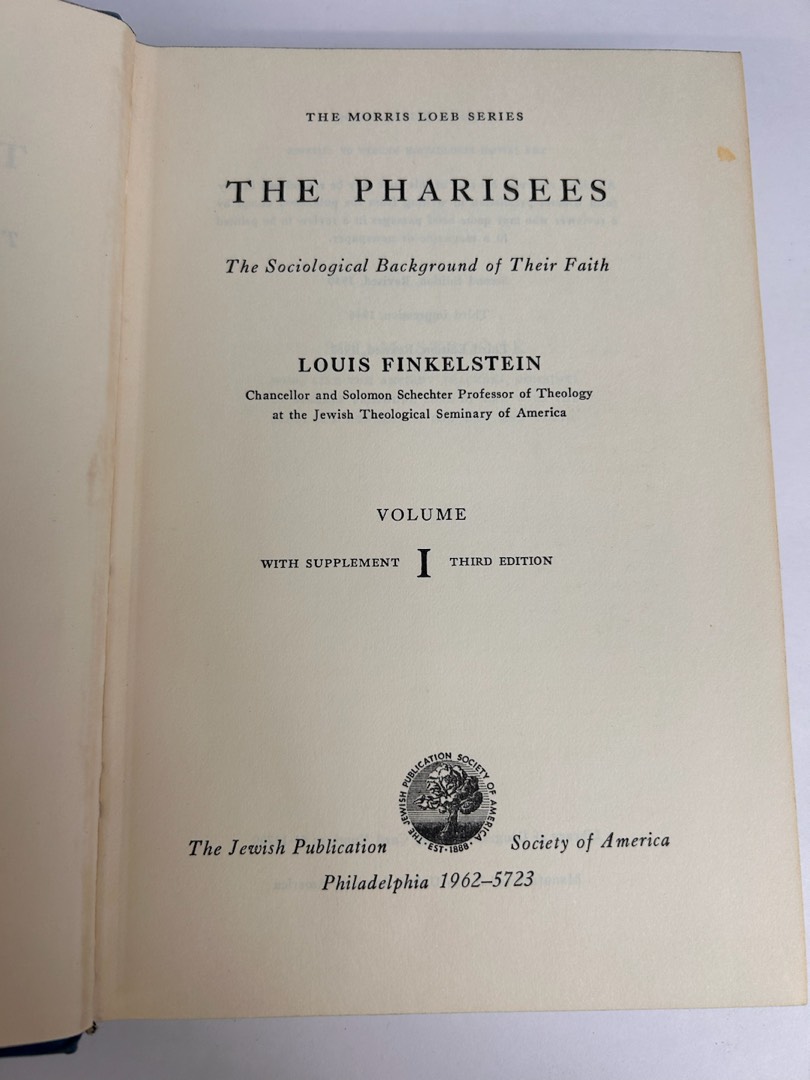 THE MORRIS LOEB SERIES
THE PHARISEES
The Sociological Background of Their Faith
LOUIS FINKELSTEIN
Chancellor and Solomon Schechter Professor of Theology
at the Jewish Theological Seminary of America
VOLUME
WITH SUPPLEMENT I THIRD EDITION
THE JEWISH PUBLICATION SOCIETY OF AMERICA
· EST · 1888 ·
The Jewish Publication Society of America
Philadelphia 1962–5723